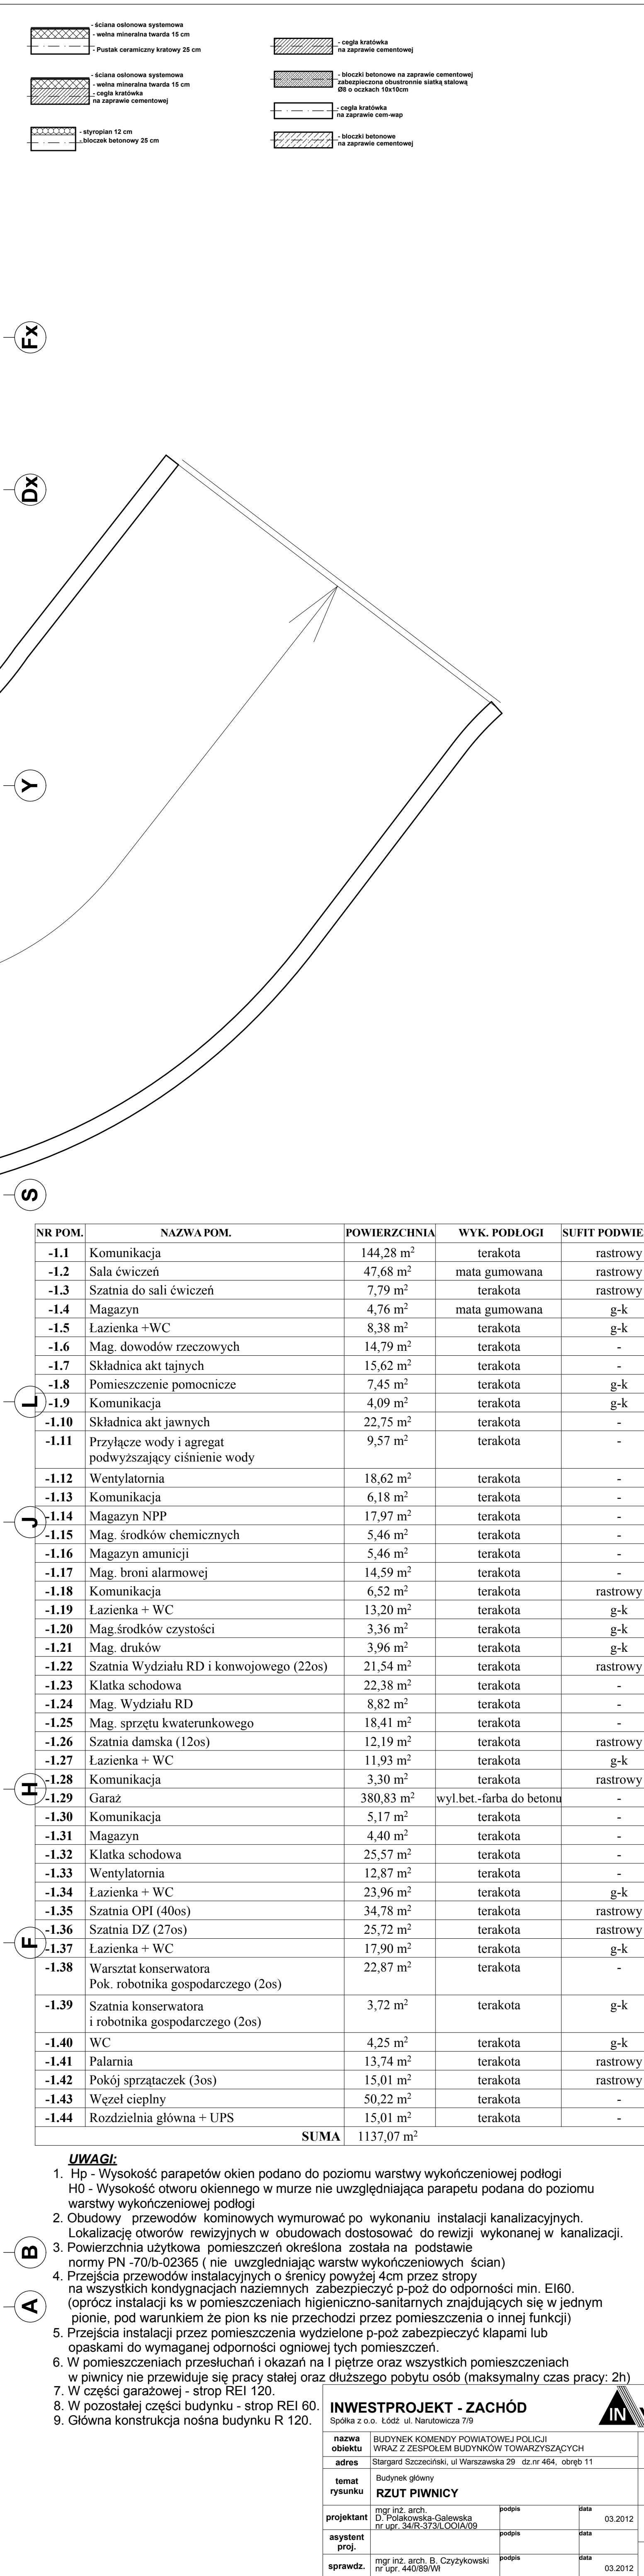 - ściana osłonowa systemowa
- wełna mineralna twarda 15 cm
- Pustak ceramiczny kratowy 25 cm
- ściana osłonowa systemowa
- wełna mineralna twarda 15 cm
- cegła kratówka
na zaprawie cementowej
- styropian 12 cm
- bloczek betonowy 25 cm
- cegła kratówka
na zaprawie cementowej
- bloczki betonowe na zaprawie cementowej
zabezpieczona obustronnie siatką stalową
Ø8 o oczkach 10x10cm
- cegła kratówka
na zaprawie cem-wap
- bloczki betonowe
na zaprawie cementowej
Fx
Dx
Y
S
L
J
H
F
B
A
NR POM. NAZWA POM. POWIERZCHNIA WYK. PODŁOGI SUFIT PODWIE
-1.1 Komunikacja 144,28 m² terakota rastrowy
-1.2 Sala ćwiczeń 47,68 m² mata gumowana rastrowy
-1.3 Szatnia do sali ćwiczeń 7,79 m² terakota rastrowy
-1.4 Magazyn 4,76 m² mata gumowana g-k
-1.5 Łazienka +WC 8,38 m² terakota g-k
-1.6 Mag. dowodów rzeczowych 14,79 m² terakota -
-1.7 Składnica akt tajnych 15,62 m² terakota -
-1.8 Pomieszczenie pomocnicze 7,45 m² terakota g-k
-1.9 Komunikacja 4,09 m² terakota g-k
-1.10 Składnica akt jawnych 22,75 m² terakota -
-1.11 Przyłącze wody i agregat 9,57 m² terakota -
podwyższający ciśnienie wody
-1.12 Wentylatornia 18,62 m² terakota -
-1.13 Komunikacja 6,18 m² terakota -
-1.14 Magazyn NPP 17,97 m² terakota -
-1.15 Mag. środków chemicznych 5,46 m² terakota -
-1.16 Magazyn amunicji 5,46 m² terakota -
-1.17 Mag. broni alarmowej 14,59 m² terakota -
-1.18 Komunikacja 6,52 m² terakota rastrowy
-1.19 Łazienka + WC 13,20 m² terakota g-k
-1.20 Mag.środków czystości 3,36 m² terakota g-k
-1.21 Mag. druków 3,96 m² terakota g-k
-1.22 Szatnia Wydziału RD i konwojowego (22os) 21,54 m² terakota rastrowy
-1.23 Klatka schodowa 22,38 m² terakota -
-1.24 Mag. Wydziału RD 8,82 m² terakota -
-1.25 Mag. sprzętu kwaterunkowego 18,41 m² terakota -
-1.26 Szatnia damska (12os) 12,19 m² terakota rastrowy
-1.27 Łazienka + WC 11,93 m² terakota g-k
-1.28 Komunikacja 3,30 m² terakota rastrowy
-1.29 Garaż 380,83 m² wyl.bet.-farba do betonu -
-1.30 Komunikacja 5,17 m² terakota -
-1.31 Magazyn 4,40 m² terakota -
-1.32 Klatka schodowa 25,57 m² terakota -
-1.33 Wentylatornia 12,87 m² terakota -
-1.34 Łazienka + WC 23,96 m² terakota g-k
-1.35 Szatnia OPI (40os) 34,78 m² terakota rastrowy
-1.36 Szatnia DZ (27os) 25,72 m² terakota rastrowy
-1.37 Łazienka + WC 17,90 m² terakota g-k
-1.38 Warsztat konserwatora 22,87 m² terakota -
Pok. robotnika gospodarczego (2os)
-1.39 Szatnia konserwatora 3,72 m² terakota g-k
i robotnika gospodarczego (2os)
-1.40 WC 4,25 m² terakota g-k
-1.41 Palarnia 13,74 m² terakota rastrowy
-1.42 Pokój sprzątaczek (3os) 15,01 m² terakota rastrowy
-1.43 Węzeł cieplny 50,22 m² terakota -
-1.44 Rozdzielnia główna + UPS 15,01 m² terakota -
SUMA 1137,07 m²
UWAGI:
1. Hp - Wysokość parapetów okien podano do poziomu warstwy wykończeniowej podłogi
H0 - Wysokość otworu okiennego w murze nie uwzględniająca parapetu podana do poziomu
warstwy wykończeniowej podłogi
2. Obudowy przewodów kominowych wymurować po wykonaniu instalacji kanalizacyjnych.
Lokalizację otworów rewizyjnych w obudowach dostosować do rewizji wykonanej w kanalizacji.
3. Powierzchnia użytkowa pomieszczeń określona została na podstawie
normy PN -70/b-02365 ( nie uwzgledniając warstw wykończeniowych ścian)
4. Przejścia przewodów instalacyjnych o śrenicy powyżej 4cm przez stropy
na wszystkich kondygnacjach naziemnych zabezpieczyć p-poż do odporności min. EI60.
(oprócz instalacji ks w pomieszczeniach higieniczno-sanitarnych znajdujących się w jednym
pionie, pod warunkiem że pion ks nie przechodzi przez pomieszczenia o innej funkcji)
5. Przejścia instalacji przez pomieszczenia wydzielone p-poż zabezpieczyć klapami lub
opaskami do wymaganej odporności ogniowej tych pomieszczeń.
6. W pomieszczeniach przesłuchań i okazań na I piętrze oraz wszystkich pomieszczeniach
w piwnicy nie przewiduje się pracy stałej oraz dłuższego pobytu osób (maksymalny czas pracy: 2h)
7. W części garażowej - strop REI 120.
8. W pozostałej części budynku - strop REI 60.
9. Główna konstrukcja nośna budynku R 120.
INWESTPROJEKT - ZACHÓD
Spółka z o.o. Łódź ul. Narutowicza 7/9
IN
nazwa obiektu
BUDYNEK KOMENDY POWIATOWEJ POLICJI
WRAZ Z ZESPOŁEM BUDYNKÓW TOWARZYSZĄCYCH
adres Stargard Szczeciński, ul Warszawska 29 dz.nr 464, obręb 11
temat rysunku
Budynek główny
RZUT PIWNICY
projektant
mgr inż. arch.
D. Polakowska-Galewska
nr upr. 34/R-373/LOOIA/09
podpis data
03.2012
asystent proj.
podpis data
sprawdz.
mgr inż. arch. B. Czyżykowski
nr upr. 440/89/Wł
podpis data
03.2012